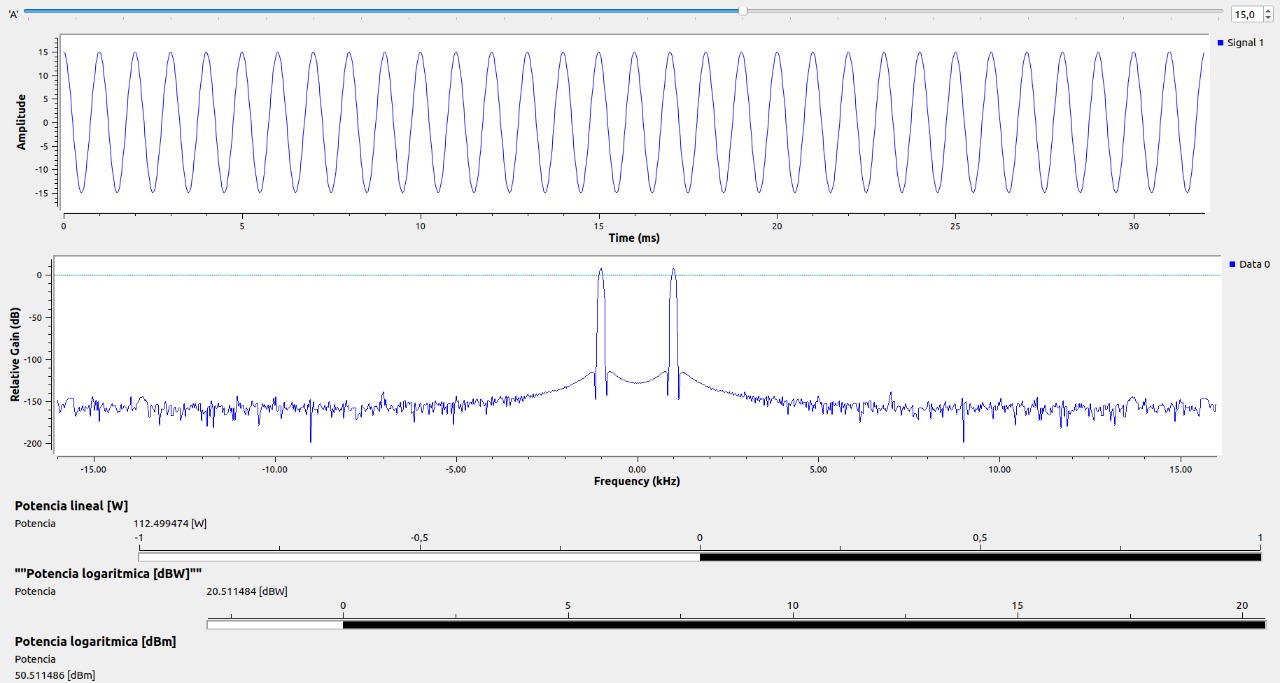 'A'
15,0
15
10
5
0
-5
-10
-15
Amplitude
Signal 1
0 5 10 15 20 25 30
Time (ms)
0
-50
-100
-150
-200
Relative Gain (dB)
Data 0
-15.00 -10.00 -5.00 0.00 5.00 10.00 15.00
Frequency (kHz)
Potencia lineal [W]
Potencia 112.499474 [W]
-1 -0,5 0 0,5 1
""Potencia logaritmica [dBW]""
Potencia 20.511484 [dBW]
0 5 10 15 20
Potencia logaritmica [dBm]
Potencia
50.511486 [dBm]